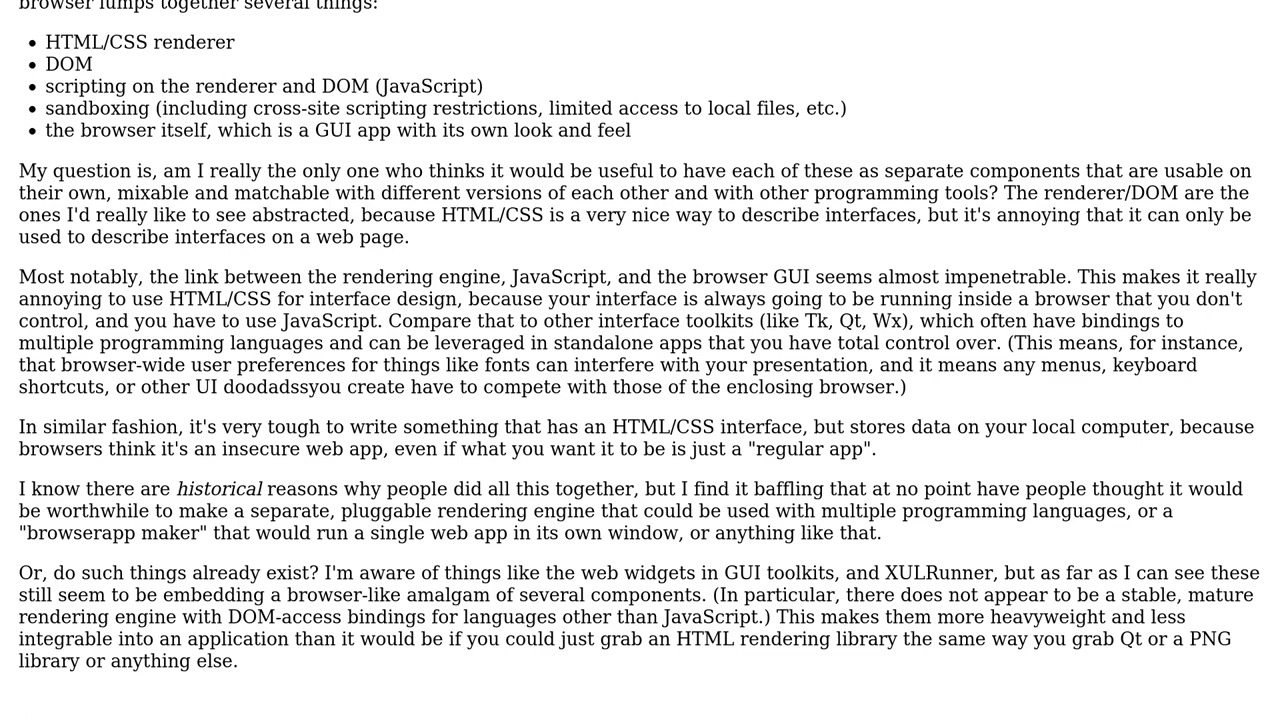 browser lumps together several things:
HTML/CSS renderer
DOM
scripting on the renderer and DOM (JavaScript)
sandboxing (including cross-site scripting restrictions, limited access to local files, etc.)
the browser itself, which is a GUI app with its own look and feel
My question is, am I really the only one who thinks it would be useful to have each of these as separate components that are usable on
their own, mixable and matchable with different versions of each other and with other programming tools? The renderer/DOM are the
ones I'd really like to see abstracted, because HTML/CSS is a very nice way to describe interfaces, but it's annoying that it can only be
used to describe interfaces on a web page.
Most notably, the link between the rendering engine, JavaScript, and the browser GUI seems almost impenetrable. This makes it really
annoying to use HTML/CSS for interface design, because your interface is always going to be running inside a browser that you don't
control, and you have to use JavaScript. Compare that to other interface toolkits (like Tk, Qt, Wx), which often have bindings to
multiple programming languages and can be leveraged in standalone apps that you have total control over. (This means, for instance,
that browser-wide user preferences for things like fonts can interfere with your presentation, and it means any menus, keyboard
shortcuts, or other UI doodadssyou create have to compete with those of the enclosing browser.)
In similar fashion, it's very tough to write something that has an HTML/CSS interface, but stores data on your local computer, because
browsers think it's an insecure web app, even if what you want it to be is just a "regular app".
I know there are historical reasons why people did all this together, but I find it baffling that at no point have people thought it would
be worthwhile to make a separate, pluggable rendering engine that could be used with multiple programming languages, or a
"browserapp maker" that would run a single web app in its own window, or anything like that.
Or, do such things already exist? I'm aware of things like the web widgets in GUI toolkits, and XULRunner, but as far as I can see these
still seem to be embedding a browser-like amalgam of several components. (In particular, there does not appear to be a stable, mature
rendering engine with DOM-access bindings for languages other than JavaScript.) This makes them more heavyweight and less
integrable into an application than it would be if you could just grab an HTML rendering library the same way you grab Qt or a PNG
library or anything else.